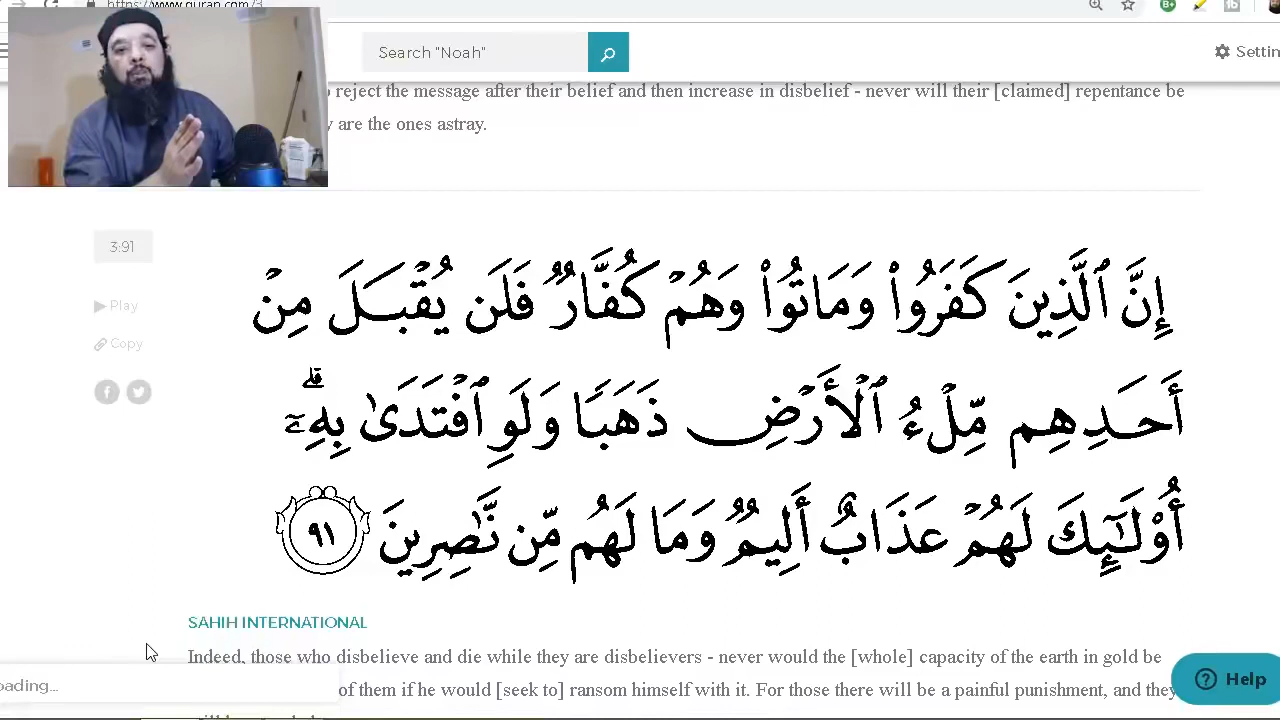 https://www.quran.com/3
Search "Noah"
reject the message after their belief and then increase in disbelief - never will their [claimed] repentance be
are the ones astray.
3:91
Play
Copy
إِنَّ ٱلَّذِينَ كَفَرُوا۟ وَمَاتُوا۟ وَهُمْ كُفَّارٌ فَلَن يُقْبَلَ مِنْ
أَحَدِهِم مِّلْءُ ٱلْأَرْضِ ذَهَبًا وَلَوِ ٱفْتَدَىٰ بِهِۦٓ ۗ
أُو۟لَـٰٓئِكَ لَهُمْ عَذَابٌ أَلِيمٌ وَمَا لَهُم مِّن نَّـٰصِرِينَ ٩١
SAHIH INTERNATIONAL
Indeed, those who disbelieve and die while they are disbelievers - never would the [whole] capacity of the earth in gold be
of them if he would [seek to] ransom himself with it. For those there will be a painful punishment, and they
Help